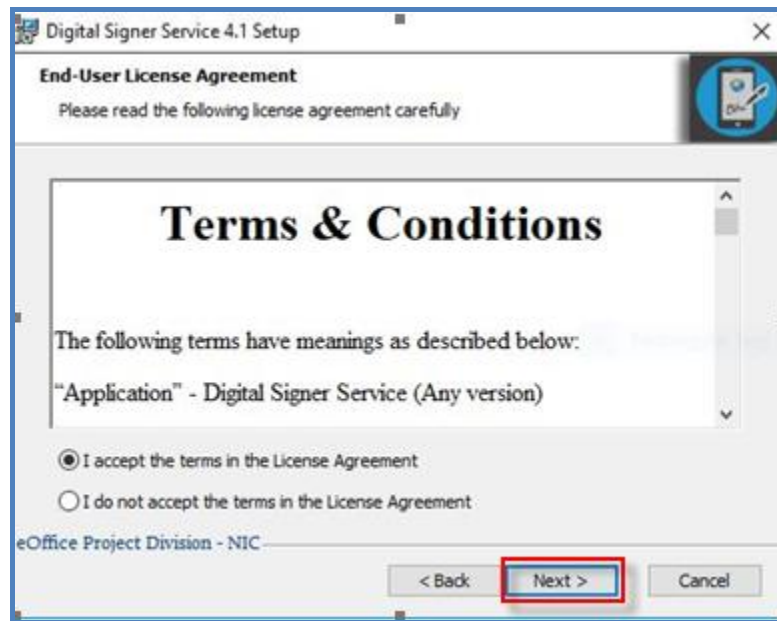 Digital Signer Service 4.1 Setup
End-User License Agreement
Please read the following license agreement carefully
Terms & Conditions
The following terms have meanings as described below:
“Application” - Digital Signer Service (Any version)
I accept the terms in the License Agreement
I do not accept the terms in the License Agreement
eOffice Project Division - NIC
< Back Next > Cancel